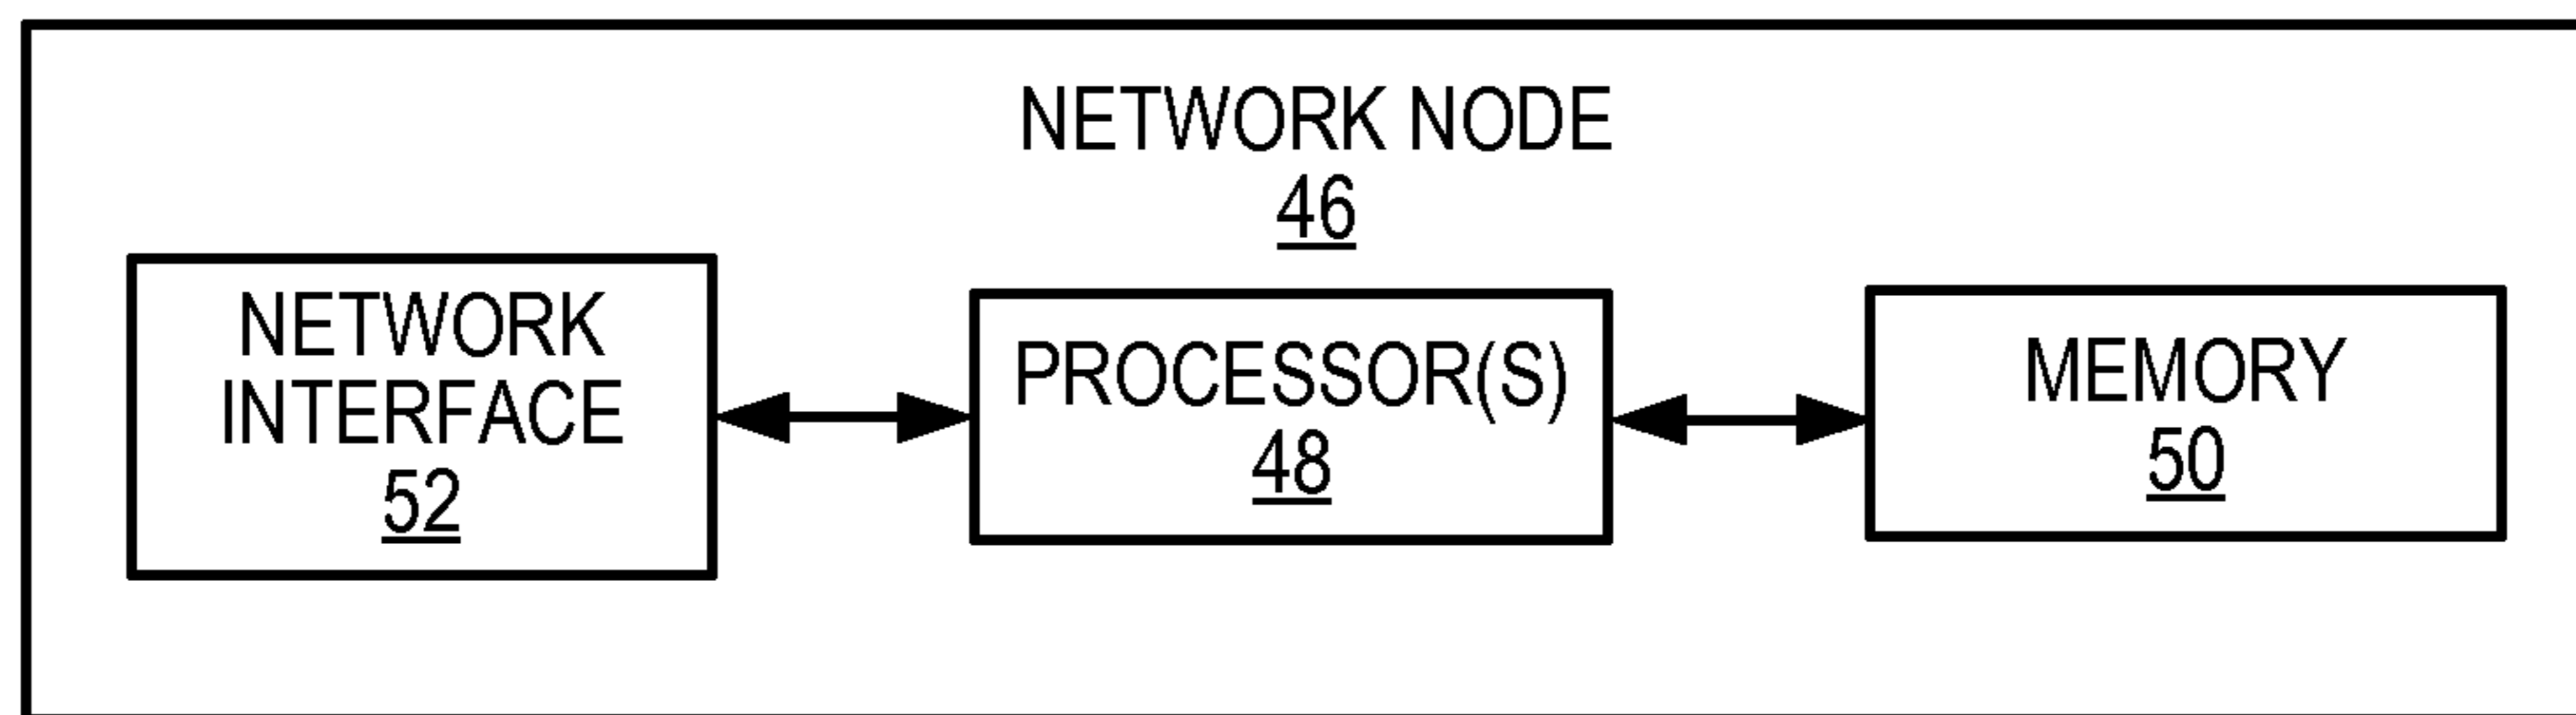 NETWORK NODE
46
NETWORK
INTERFACE
52
PROCESSOR(S)
48
MEMORY
50